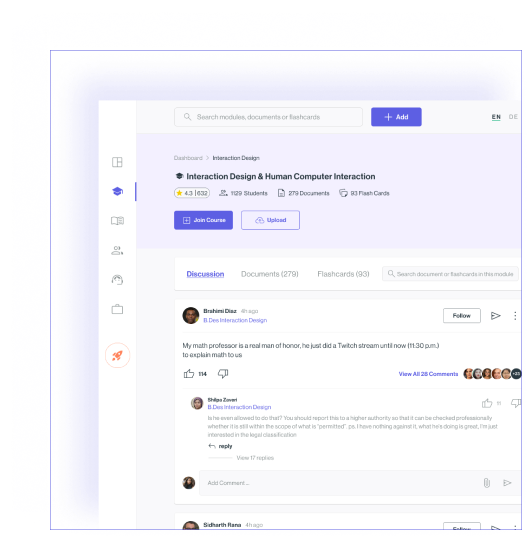 Search modules, documents or flashcards
Add
EN DE
Dashboard > Interaction Design
Interaction Design & Human Computer Interaction
4.3 | 632 1129 Students 279 Documents 93 Flash Cards
Join Course Upload
Discussion Documents (279) Flashcards (93) Search document or flashcards in this module
Brahimi Diaz 4h ago
B.Des Interaction Design
Follow
My math professor is a real man of honor, he just did a Twitch stream until now (11:30 p.m.)
to explain math to us
114 View All 28 Comments +23
Shilpa Zaveri
B.Des Interaction Design
11
Is he even allowed to do that? You should report this to a higher authority so that it can be checked professionally
whether it is still within the scope of what is "permitted". ps, I have nothing against it, what he's doing is great, I'm just
interested in the legal classification
reply
View 17 replies
Add Comment...
Sidharth Rana 4h ago
Follow